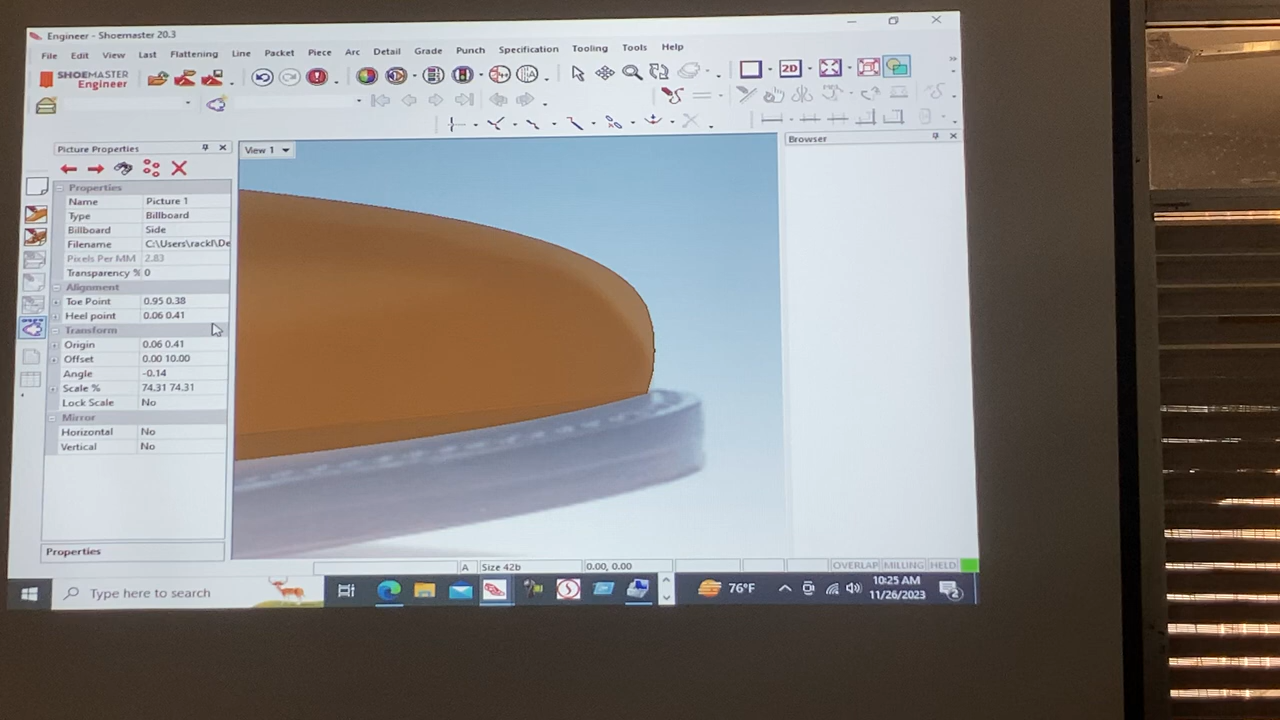 Engineer - Shoemaster 20.3
File Edit View Last Flattening Line Packet Piece Arc Detail Grade Punch Specification Tooling Tools Help
SHOEMASTER
Engineer
2D
Picture Properties
View 1
Browser
Properties
Name Picture 1
Type Billboard
Billboard Side
Filename C:\Users\rackl\De
Pixels Per MM 2.83
Transparency % 0
Alignment
Toe Point 0.95 0.38
Heel point 0.06 0.41
Transform
Origin 0.06 0.41
Offset 0.00 10.00
Angle -0.14
Scale % 74.31 74.31
Lock Scale No
Mirror
Horizontal No
Vertical No
Properties
A Size 42b 0.00, 0.00 OVERLAP MILLING HELD
Type here to search
76°F
10:25 AM
11/26/2023
2